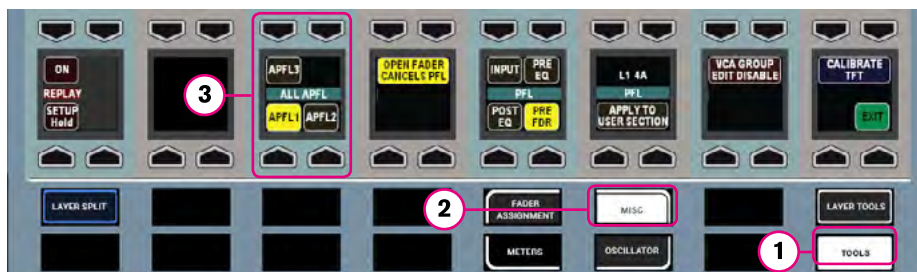 ON
REPLAY
SETUP
Hold
3
APFL3
ALL APFL
APFL1 APFL2
OPEN FADER
CANCELS PFL
INPUT PRE EQ
PFL
POST EQ PRE FDR
L1 4A
PFL
APPLY TO
USER SECTION
VCA GROUP
EDIT DISABLE
CALIBRATE
TFT
EXIT
LAYER SPLIT
2
FADER
ASSIGNMENT
MISC
LAYER TOOLS
METERS
OSCILLATOR
1
TOOLS